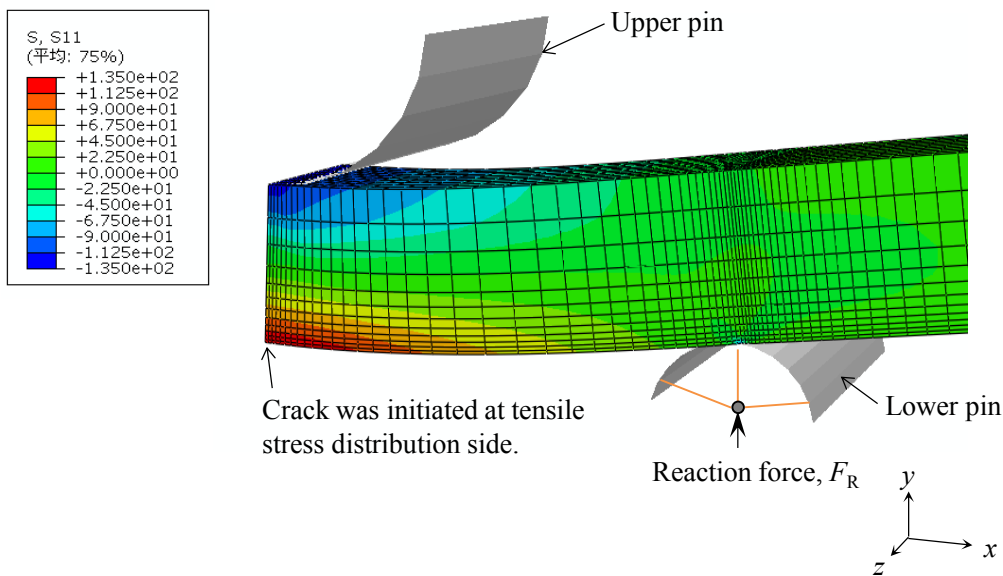 S, S11
(平均: 75%)
+1.350e+02
+1.125e+02
+9.000e+01
+6.750e+01
+4.500e+01
+2.250e+01
+0.000e+00
-2.250e+01
-4.500e+01
-6.750e+01
-9.000e+01
-1.125e+02
-1.350e+02
Upper pin
Lower pin
Crack was initiated at tensile
stress distribution side.
Reaction force, FR
y
x
z